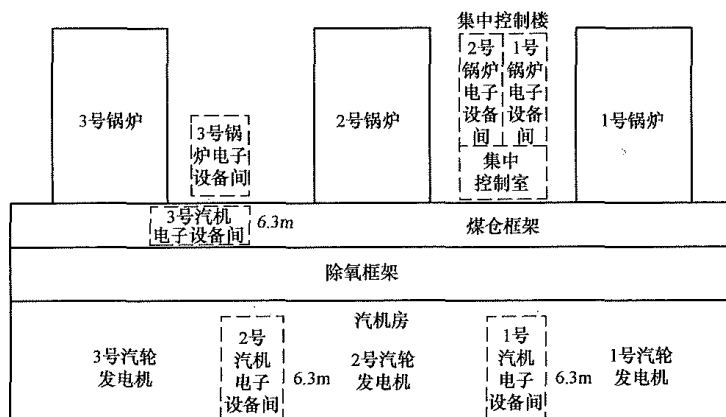 集中控制楼
3号锅炉
3号锅
炉电子
设备间
2号锅炉
2号
锅炉
电子
设备
间
1号
锅炉
电子
设备
间
集中
控制室
1号锅炉
3号汽机
电子设备间
6.3m
煤仓框架
除氧框架
汽机房
3号汽轮
发电机
2号
汽机
电子
设备间
6.3m
2号汽轮
发电机
1号
汽机
电子
设备间
6.3m
1号汽轮
发电机